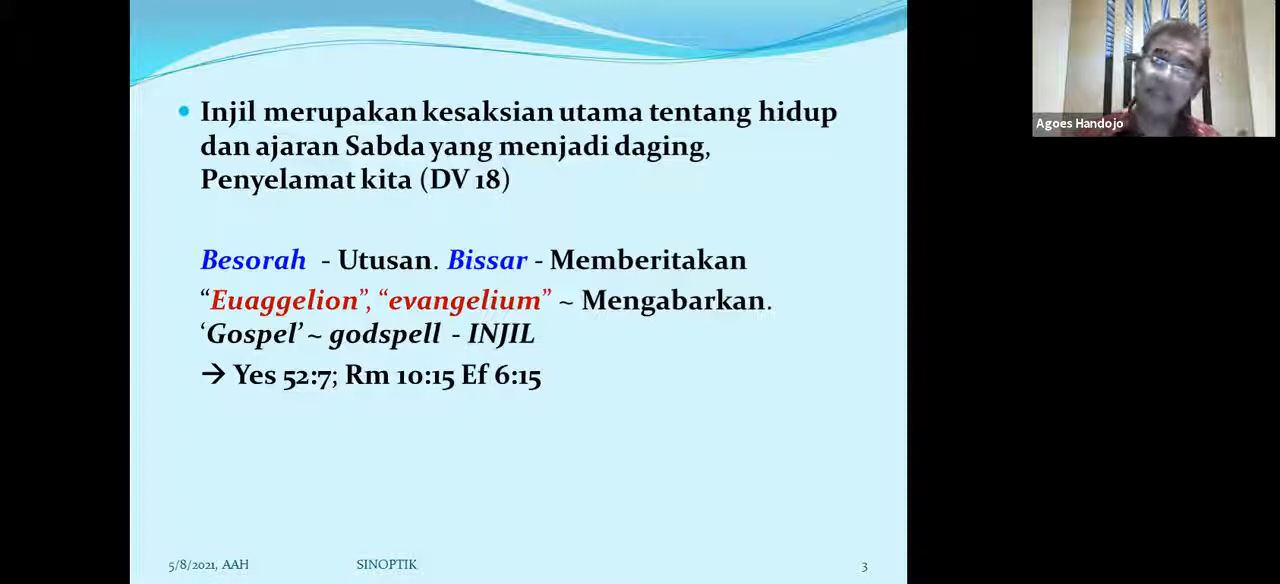 Injil merupakan kesaksian utama tentang hidup
dan ajaran Sabda yang menjadi daging,
Penyelamat kita (DV 18)
Besorah - Utusan. Bissar - Memberitakan
“Euaggelion”, “evangelium” ~ Mengabarkan.
‘Gospel’ ~ godspell - INJIL
→ Yes 52:7; Rm 10:15 Ef 6:15
5/8/2021, AAH SINOPTIK 3
Agoes Handojo